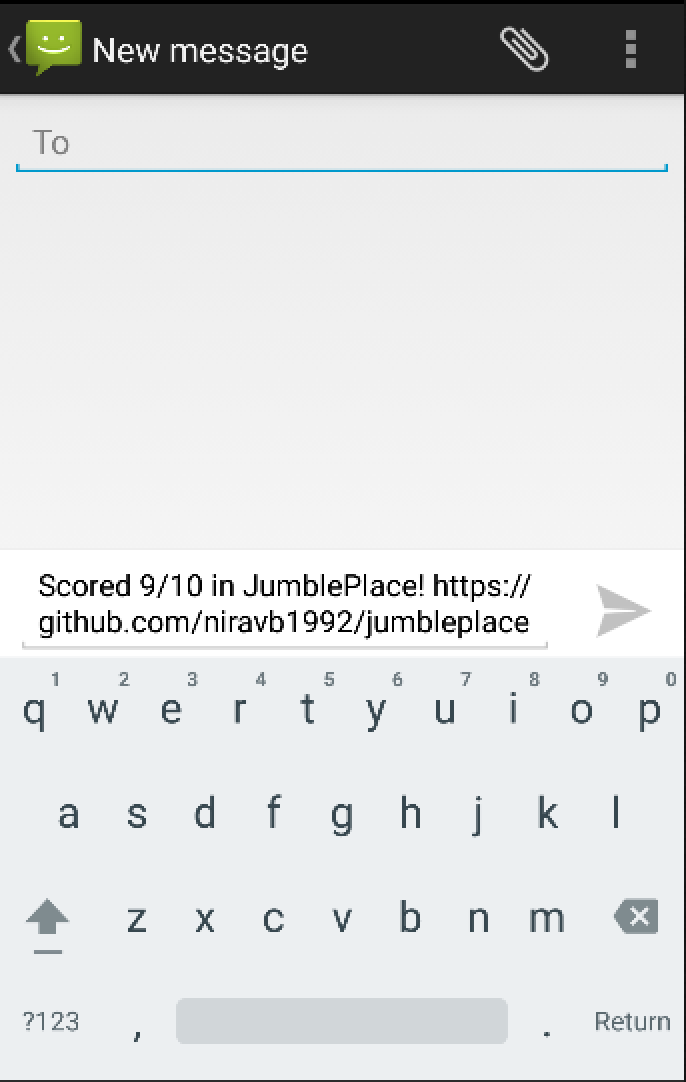 New message
To
Scored 9/10 in JumblePlace! https://
github.com/niravb1992/jumbleplace
1 2 3 4 5 6 7 8 9 0
q w e r t y u i o p
a s d f g h j k l
z x c v b n m
?123 , . Return